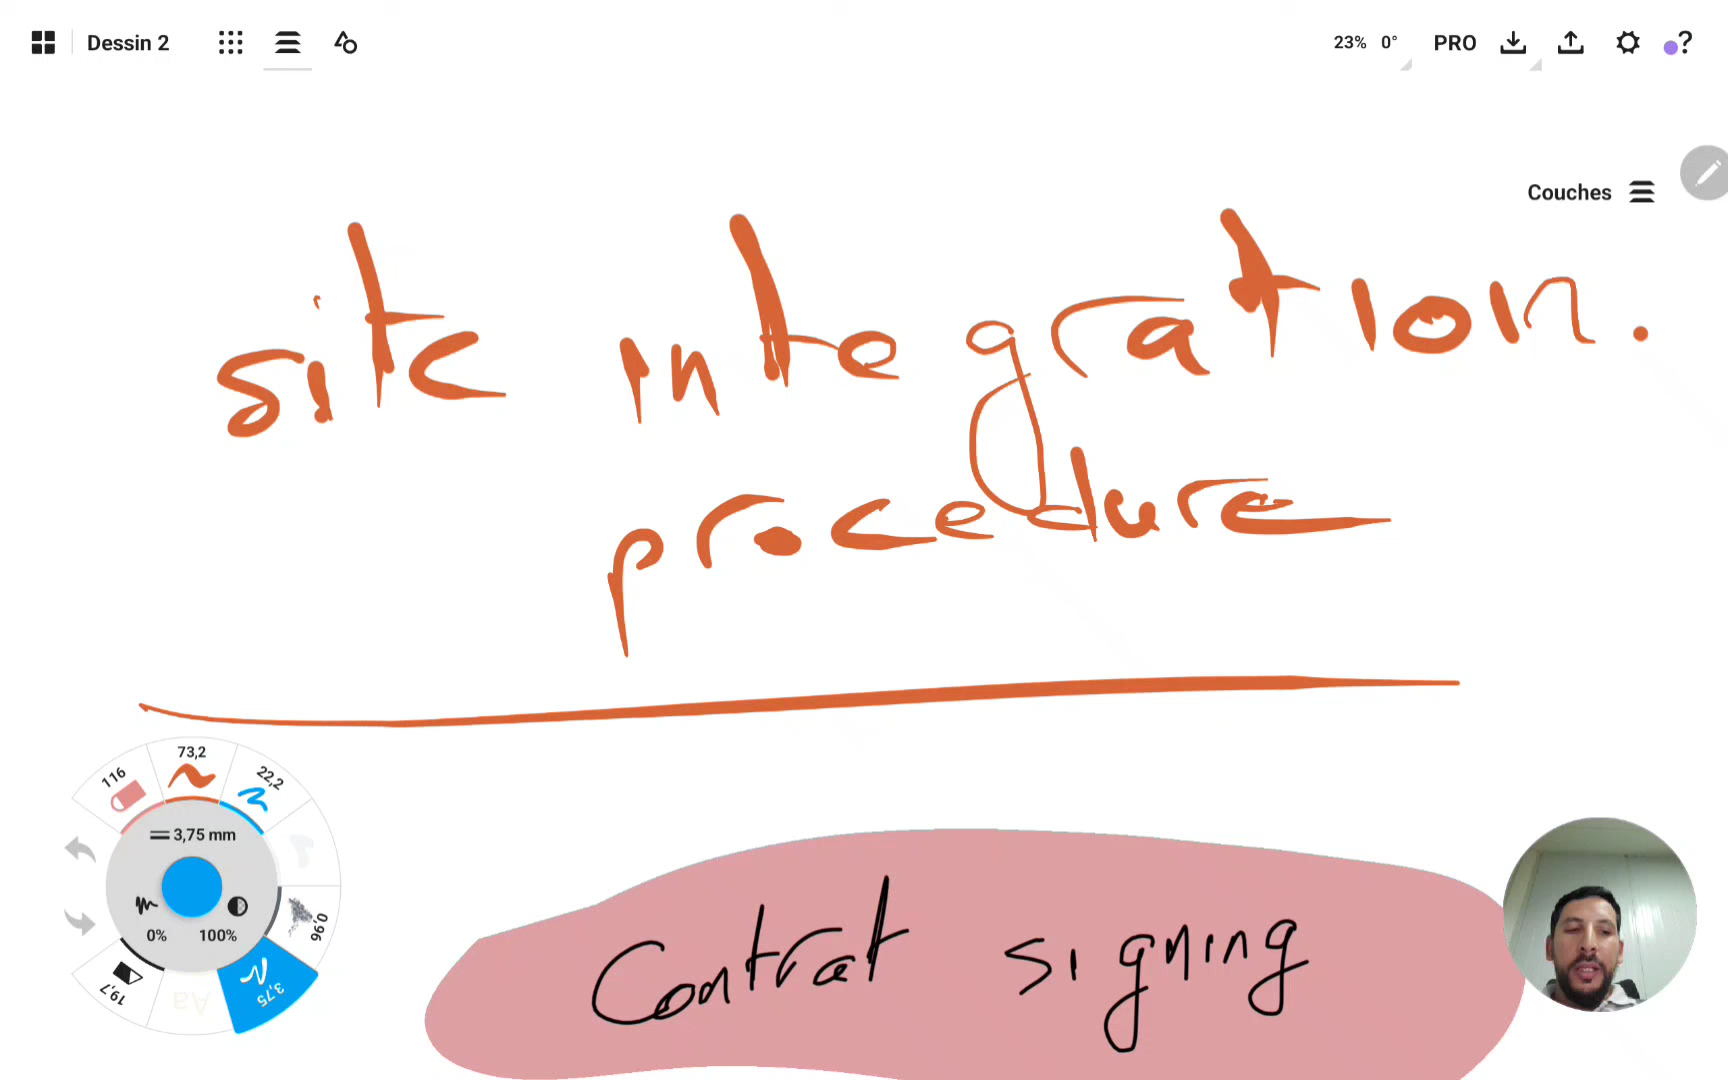 Dessin 2
23% 0° PRO ?
Couches
site integration.
procedure
73,2
116
22,2
3,75 mm
0% 100%
0,96
19,7
Aa
3,75
Contrat signing